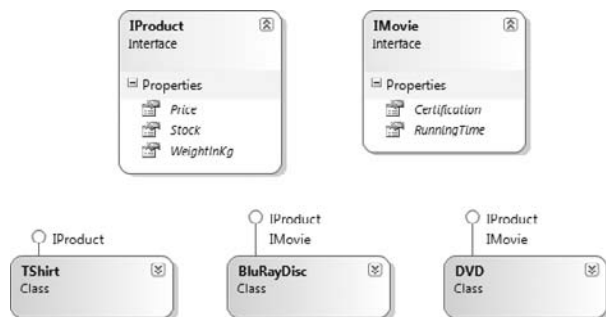 IProduct
Interface
Properties
Price
Stock
WeightInKg
IMovie
Interface
Properties
Certification
RunningTime
IProduct
TShirt
Class
IProduct
IMovie
BluRayDisc
Class
IProduct
IMovie
DVD
Class